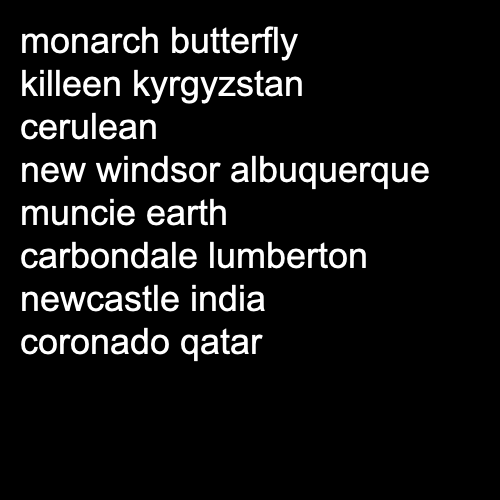 monarch butterfly
killeen kyrgyzstan
cerulean
new windsor albuquerque
muncie earth
carbondale lumberton
newcastle india
coronado qatar